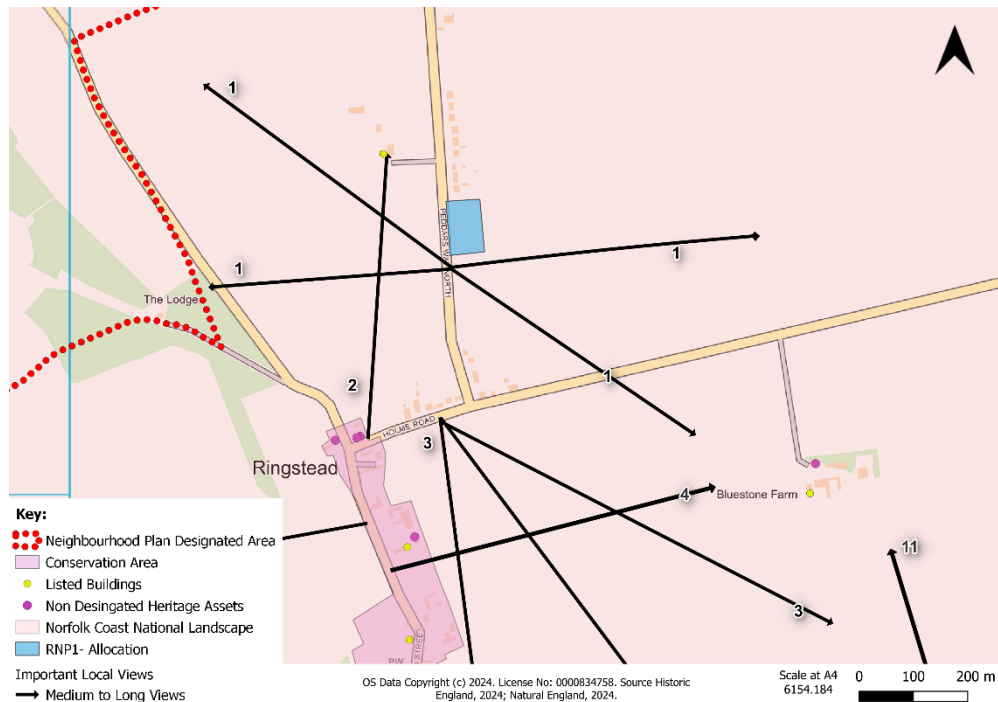 1
1
1
The Lodge
PEDDARS WAY NORTH
2
1
HOLME ROAD
3
Ringstead
4
Bluestone Farm
11
3
Key:
Neighbourhood Plan Designated Area
Conservation Area
Listed Buildings
Non Desingated Heritage Assets
Norfolk Coast National Landscape
RNP1- Allocation
Important Local Views
Medium to Long Views
OS Data Copyright (c) 2024. License No: 0000834758. Source Historic
England, 2024; Natural England, 2024.
Scale at A4
6154.184
0 100 200 m